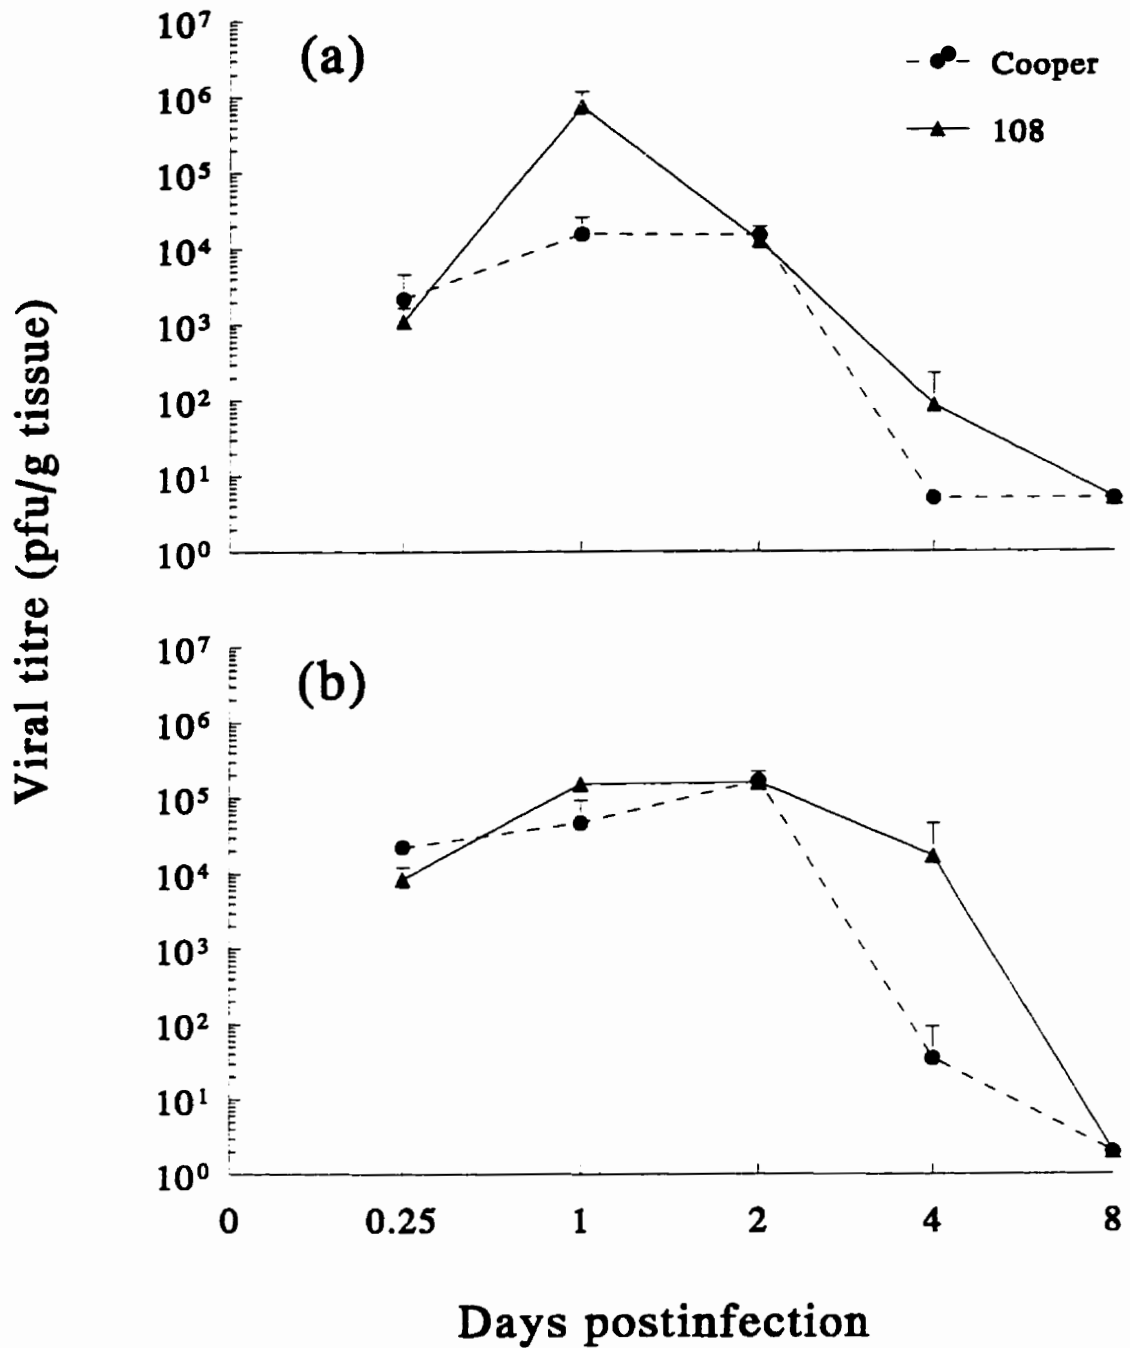 (a)
Cooper
108
10⁷
10⁶
10⁵
10⁴
10³
10²
10¹
10⁰
Viral titre (pfu/g tissue)
(b)
10⁷
10⁶
10⁵
10⁴
10³
10²
10¹
10⁰
0 0.25 1 2 4 8
Days postinfection